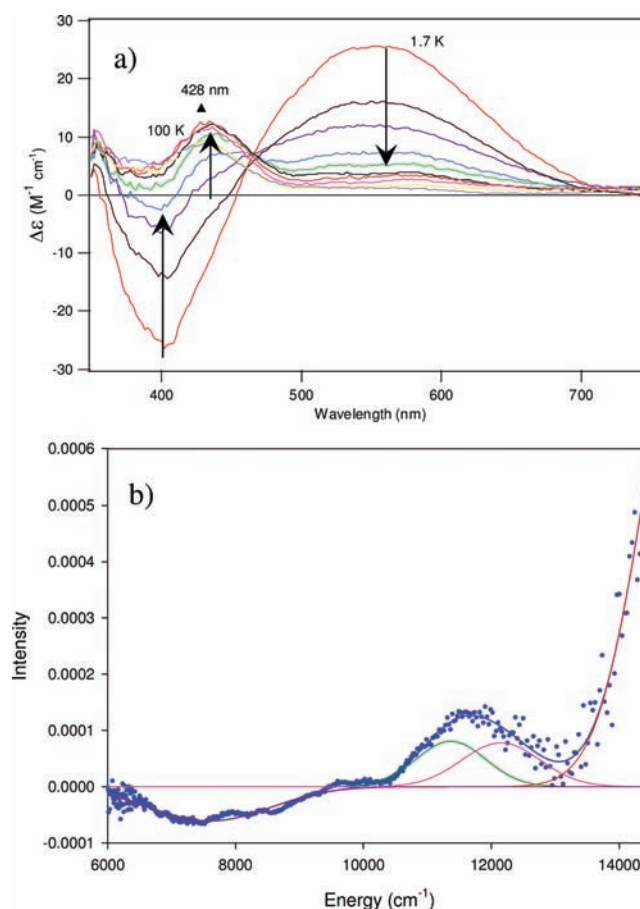 30
a)
1.7 K
20
428 nm
▲
10
100 K
0
-10
-20
-30
Δε (M⁻¹ cm⁻¹)
400
500
600
700
Wavelength (nm)
0.0006
b)
0.0005
0.0004
0.0003
0.0002
0.0001
0.0000
-0.0001
Intensity
6000
8000
10000
12000
14000
Energy (cm⁻¹)